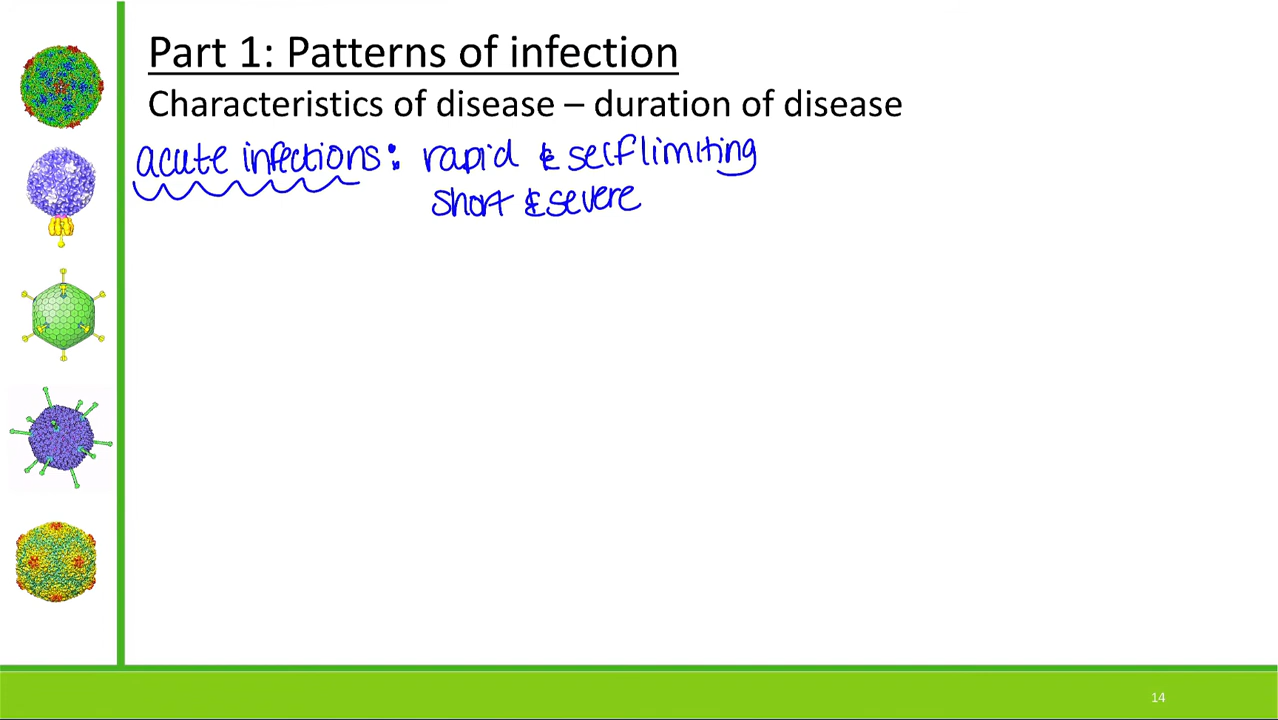 Part 1: Patterns of infection
Characteristics of disease – duration of disease
acute infections: rapid & self limiting
short & severe
14